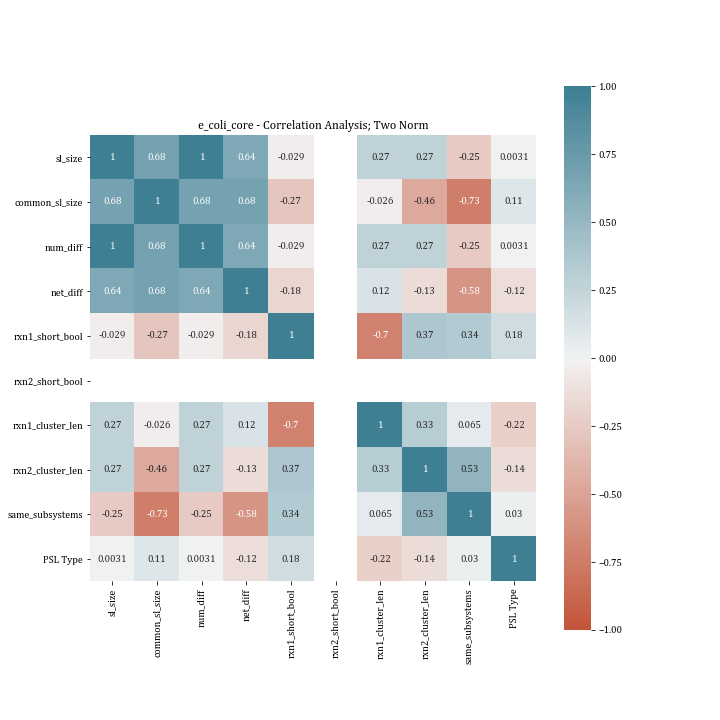 e_coli_core - Correlation Analysis; Two Norm
sl_size 1 0.68 1 0.64 -0.029 0.27 0.27 -0.25 0.0031
common_sl_size 0.68 1 0.68 0.68 -0.27 -0.026 -0.46 -0.73 0.11
num_diff 1 0.68 1 0.64 -0.029 0.27 0.27 -0.25 0.0031
net_diff 0.64 0.68 0.64 1 -0.18 0.12 -0.13 -0.58 -0.12
rxn1_short_bool -0.029 -0.27 -0.029 -0.18 1 -0.7 0.37 0.34 0.18
rxn2_short_bool
rxn1_cluster_len 0.27 -0.026 0.27 0.12 -0.7 1 0.33 0.065 -0.22
rxn2_cluster_len 0.27 -0.46 0.27 -0.13 0.37 0.33 1 0.53 -0.14
same_subsystems -0.25 -0.73 -0.25 -0.58 0.34 0.065 0.53 1 0.03
PSL Type 0.0031 0.11 0.0031 -0.12 0.18 -0.22 -0.14 0.03 1
sl_size
common_sl_size
num_diff
net_diff
rxn1_short_bool
rxn2_short_bool
rxn1_cluster_len
rxn2_cluster_len
same_subsystems
PSL Type
1.00
0.75
0.50
0.25
0.00
−0.25
−0.50
−0.75
−1.00